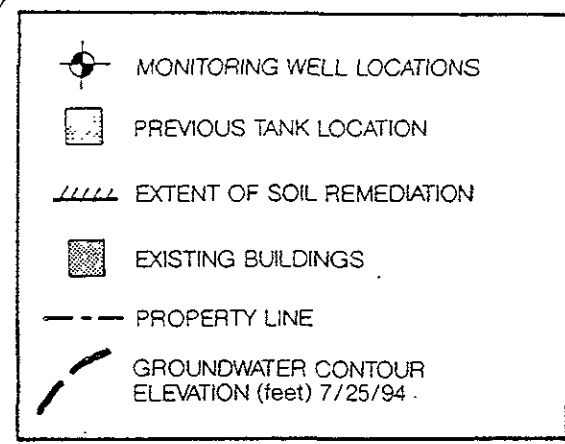 MONITORING WELL LOCATIONS
PREVIOUS TANK LOCATION
EXTENT OF SOIL REMEDIATION
EXISTING BUILDINGS
PROPERTY LINE
GROUNDWATER CONTOUR
ELEVATION (feet) 7/25/94